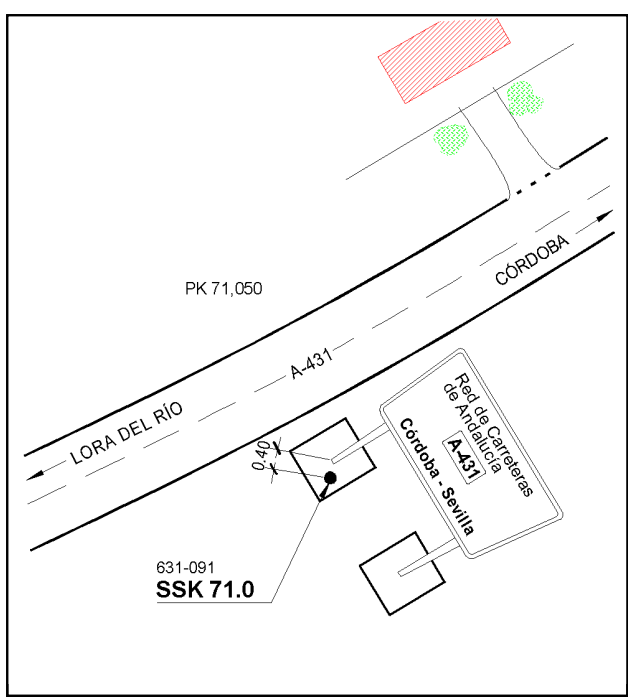 CÓRDOBA
PK 71,050
A-431
LORA DEL RÍO
0,40
Red de Carreteras
de Andalucía
A-431
Córdoba - Sevilla
631-091
SSK 71.0